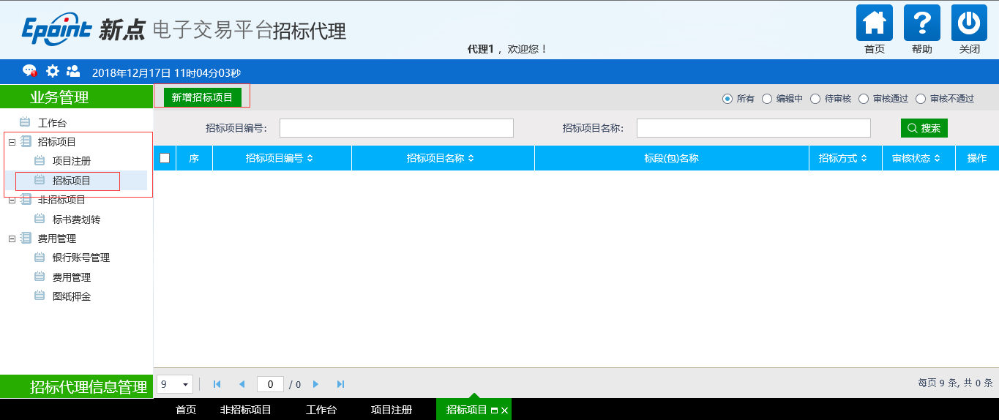 Epoint 新点 电子交易平台招标代理
代理1 ，欢迎您！
首页 帮助 关闭
2018年12月17日 11时04分03秒
业务管理
新增招标项目
所有 编辑中 待审核 审核通过 审核不通过
工作台
招标项目
项目注册
招标项目
非招标项目
标书费划转
费用管理
银行账号管理
费用管理
图纸押金
招标项目编号：
招标项目名称：
搜索
序 招标项目编号 招标项目名称 标段(包)名称 招标方式 审核状态 操作
招标代理信息管理
9 0 / 0
每页 9 条, 共 0 条
首页 非招标项目 工作台 项目注册 招标项目